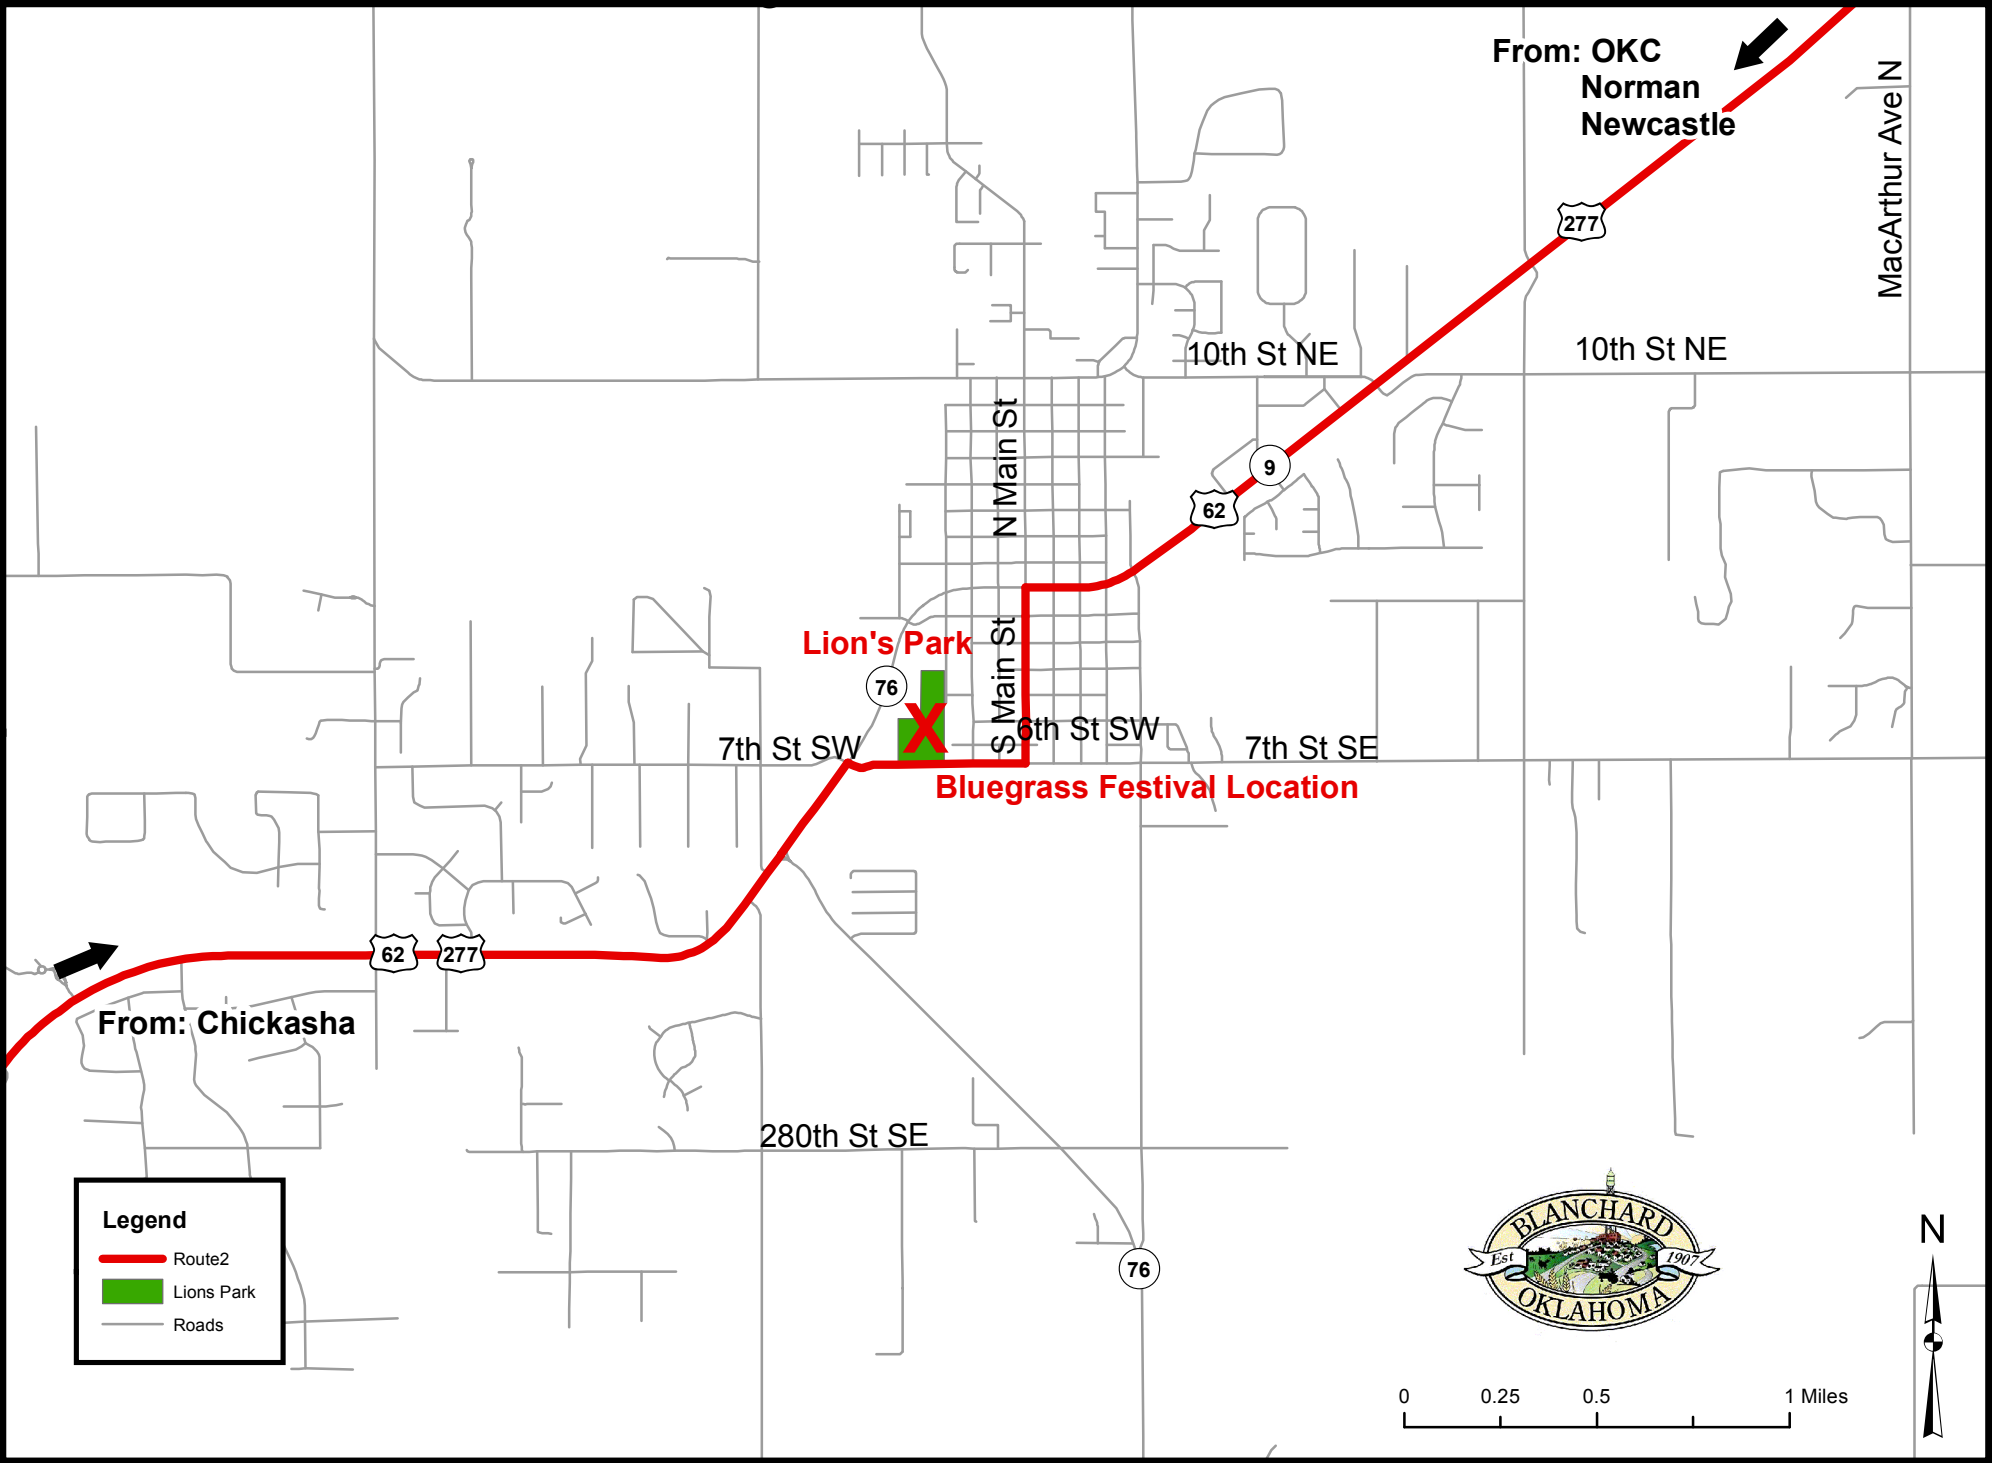 From: OKC
Norman
Newcastle
MacArthur Ave N
277
10th St NE
10th St NE
N Main St
9
62
Lion's Park
S Main St
76
X
6th St SW
7th St SW
7th St SE
Bluegrass Festival Location
62
277
From: Chickasha
280th St SE
Legend
Route2
Lions Park
Roads
BLANCHARD
Est
1907
OKLAHOMA
76
N
0 0.25 0.5 1 Miles